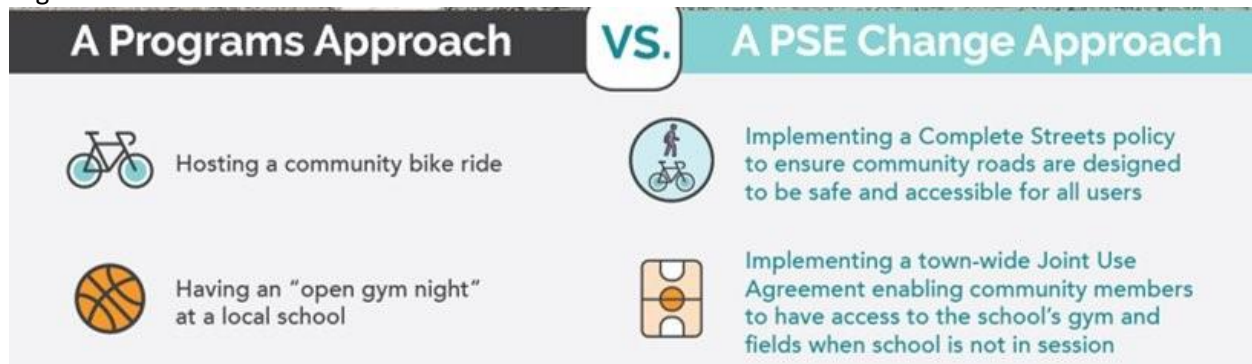 A Programs Approach
VS.
A PSE Change Approach
Hosting a community bike ride
Implementing a Complete Streets policy
to ensure community roads are designed
to be safe and accessible for all users
Having an “open gym night”
at a local school
Implementing a town-wide Joint Use
Agreement enabling community members
to have access to the school’s gym and
fields when school is not in session